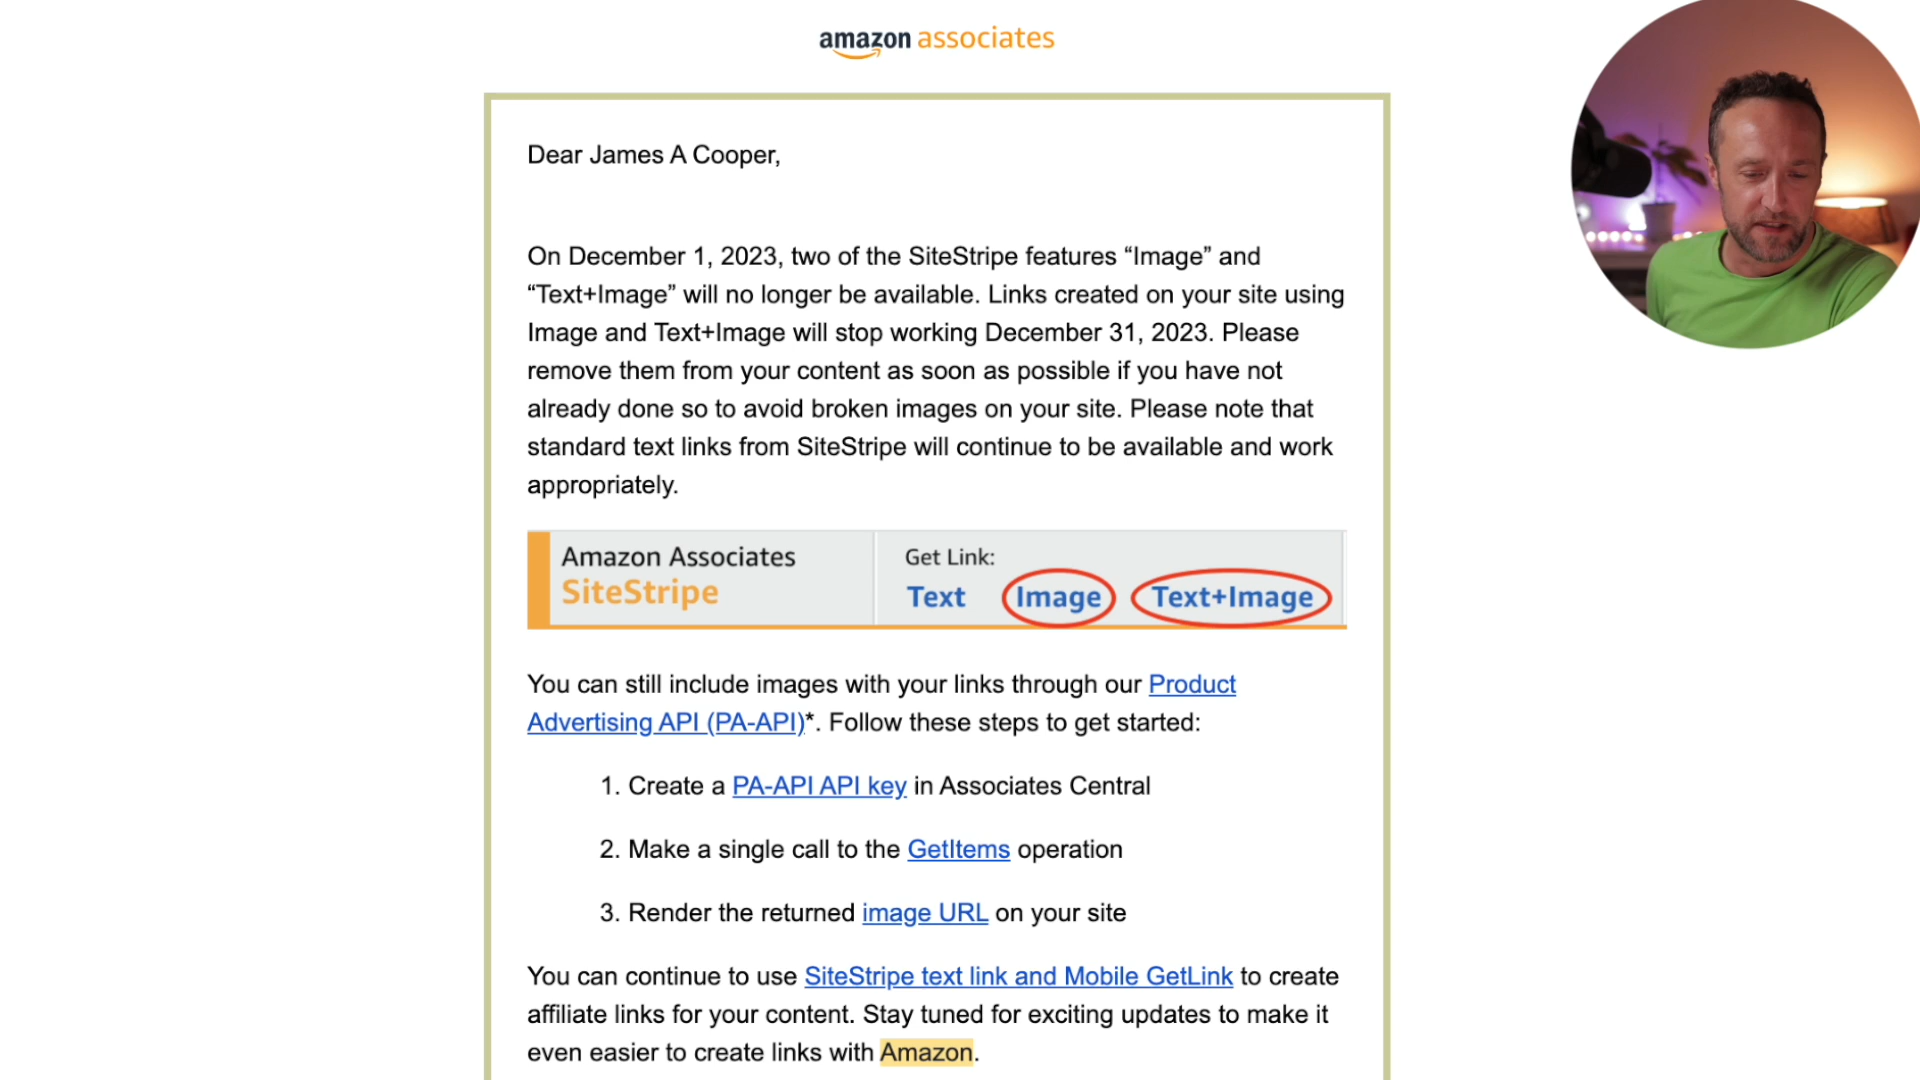 amazon associates
Dear James A Cooper,
On December 1, 2023, two of the SiteStripe features “Image” and
“Text+Image” will no longer be available. Links created on your site using
Image and Text+Image will stop working December 31, 2023. Please
remove them from your content as soon as possible if you have not
already done so to avoid broken images on your site. Please note that
standard text links from SiteStripe will continue to be available and work
appropriately.
Amazon Associates
SiteStripe
Get Link:
Text Image Text+Image
You can still include images with your links through our Product
Advertising API (PA-API)*. Follow these steps to get started:
1. Create a PA-API API key in Associates Central
2. Make a single call to the GetItems operation
3. Render the returned image URL on your site
You can continue to use SiteStripe text link and Mobile GetLink to create
affiliate links for your content. Stay tuned for exciting updates to make it
even easier to create links with Amazon.